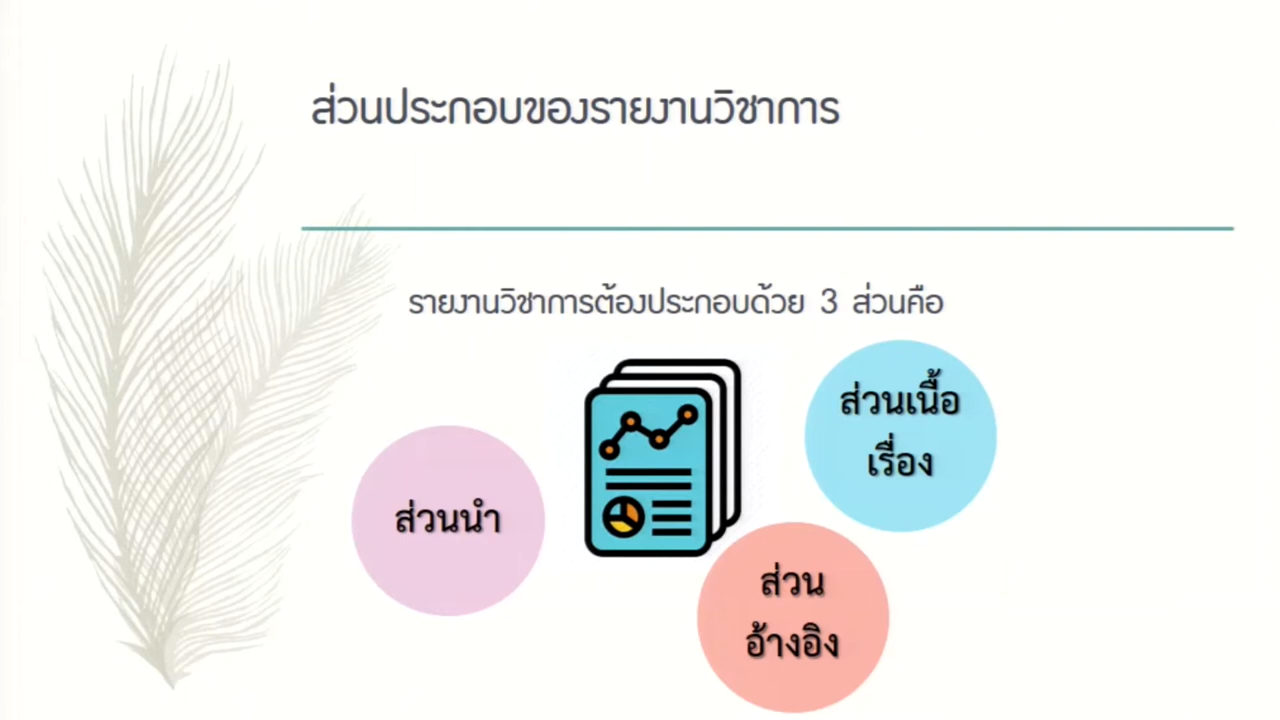 ส่วนประกอบของรายงานวิชาการ
รายงานวิชาการต้องประกอบด้วย 3 ส่วนคือ
ส่วนนำ
ส่วนเนื้อ
เรื่อง
ส่วน
อ้างอิง